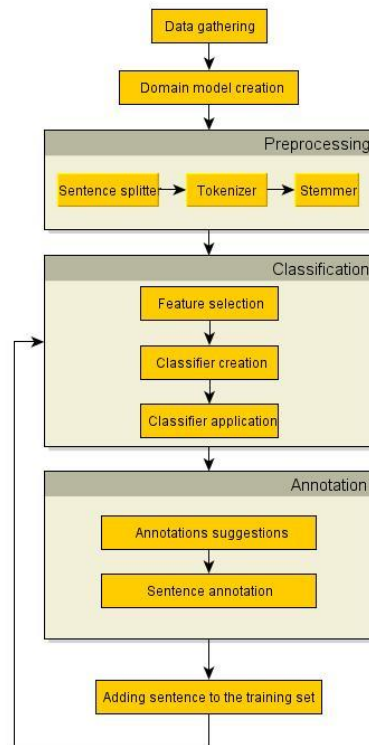 Data gathering
Domain model creation
Preprocessing
Sentence splitter
Tokenizer
Stemmer
Classification
Feature selection
Classifier creation
Classifier application
Annotation
Annotations suggestions
Sentence annotation
Adding sentence to the training set